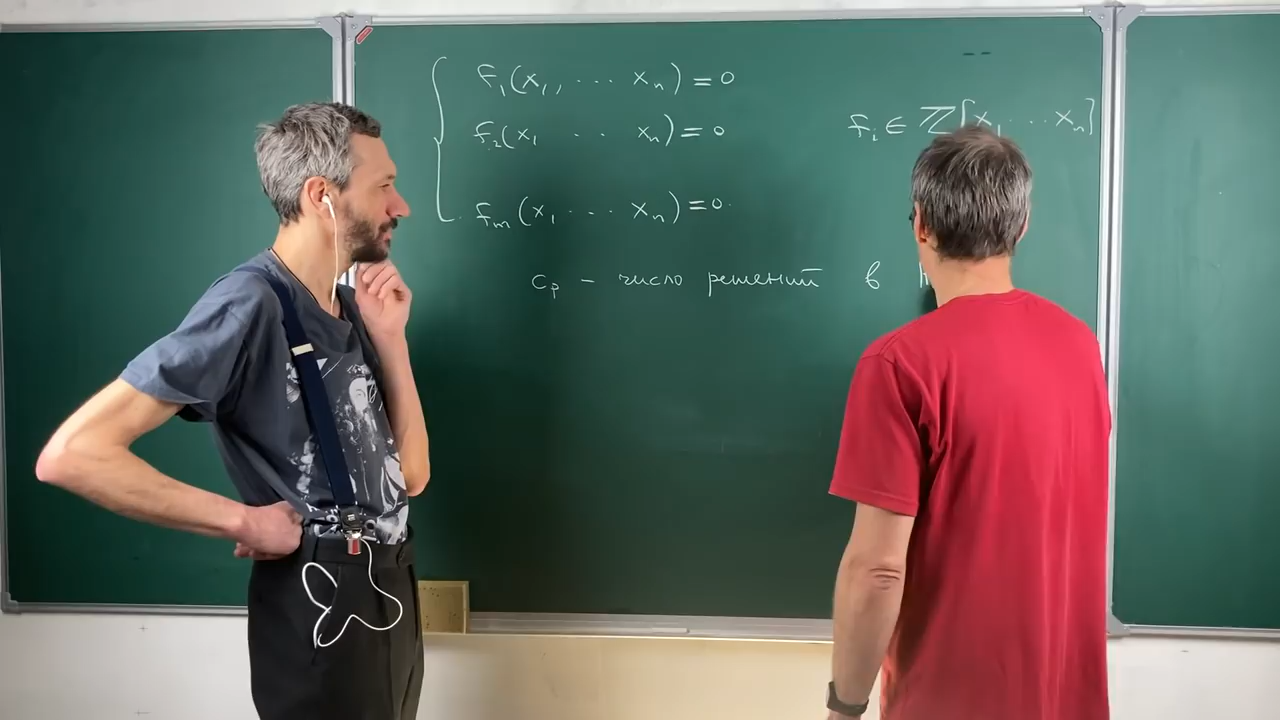 f₁(x₁, ... xₙ) = 0
f₂(x₁ ... xₙ) = 0
fᵢ ∈ ℤ[x₁ ... xₙ]
fₘ(x₁ ... xₙ) = 0.
cₚ – число решений в